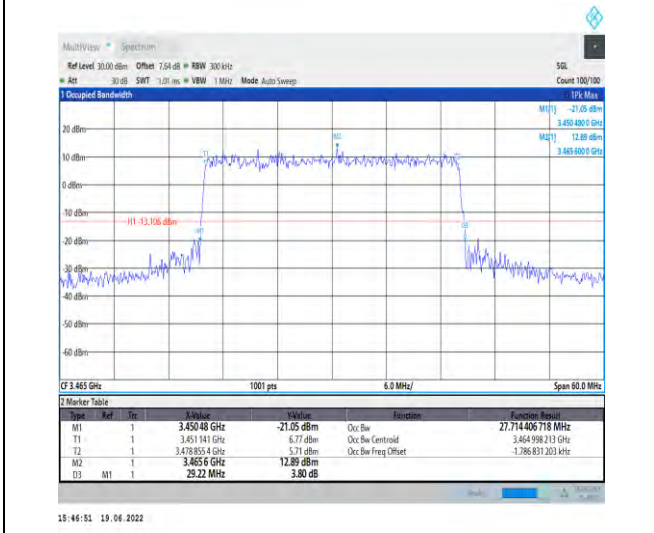 MultiView Spectrum
Ref Level 30.00 dBm Offset 7.64 dB RBW 300 kHz SGL
Att 30 dB SWT 1.01 ms VBW 1 MHz Mode Auto Sweep Count 100/100
1 Occupied Bandwidth 1Pk Max
M1[1] -21.05 dBm
3.450 480 0 GHz
M2[1] 12.89 dBm
3.465 600 0 GHz
20 dBm
10 dBm
0 dBm
-10 dBm
H1 -13.106 dBm
-20 dBm
-30 dBm
-40 dBm
-50 dBm
-60 dBm
T1
M2
M1
CF 3.465 GHz 1001 pts 6.0 MHz/ Span 60.0 MHz
2 Marker Table
Type Ref Trc X-Value Y-Value Function Function Result
M1 1 3.45048 GHz -21.05 dBm Occ Bw 27.714 406 718 MHz
T1 1 3.451 141 GHz 6.77 dBm Occ Bw Centroid 3.464 998 213 GHz
T2 1 3.478 855 4 GHz 5.71 dBm Occ Bw Freq Offset -1.786 831 203 kHz
M2 1 3.4656 GHz 12.89 dBm
D3 M1 1 29.22 MHz 3.80 dB
15:46:51 19.06.2022